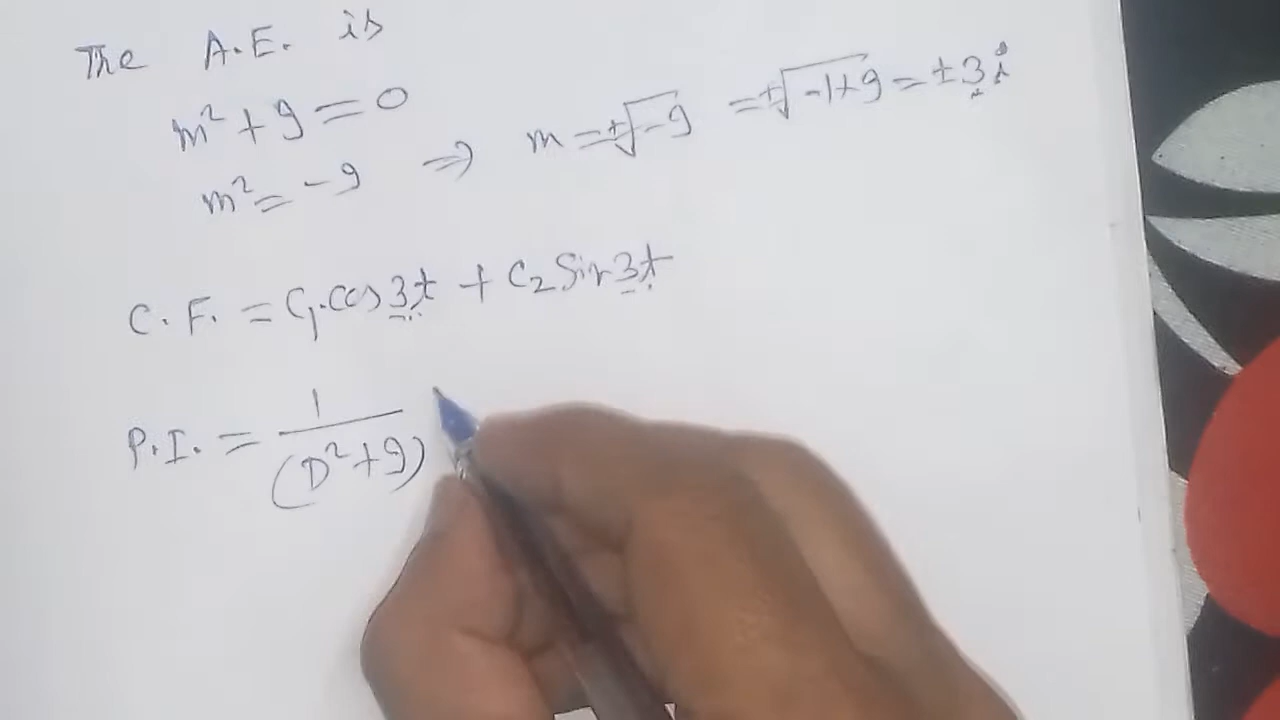 The A.E. is
m² + 9 = 0
m² = -9 ⇒ m = ±√-9 = ±√-1×9 = ±3i
C.F. = C₁.Cos 3t + C₂ Sin 3t
P.I. = 1/(D²+9)